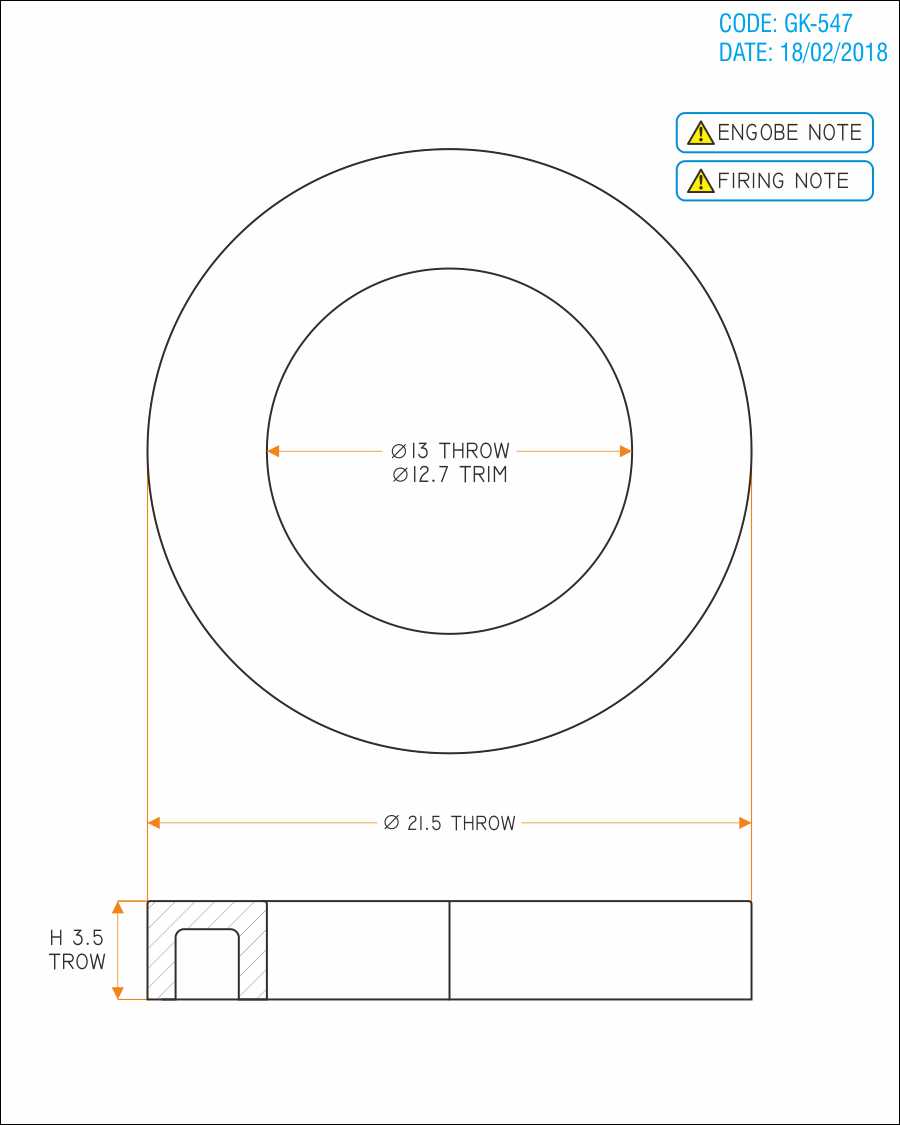 CODE: GK-547
DATE: 18/02/2018
ENGOBE NOTE
FIRING NOTE
Ø13 THROW
Ø12.7 TRIM
Ø 21.5 THROW
H 3.5
TROW